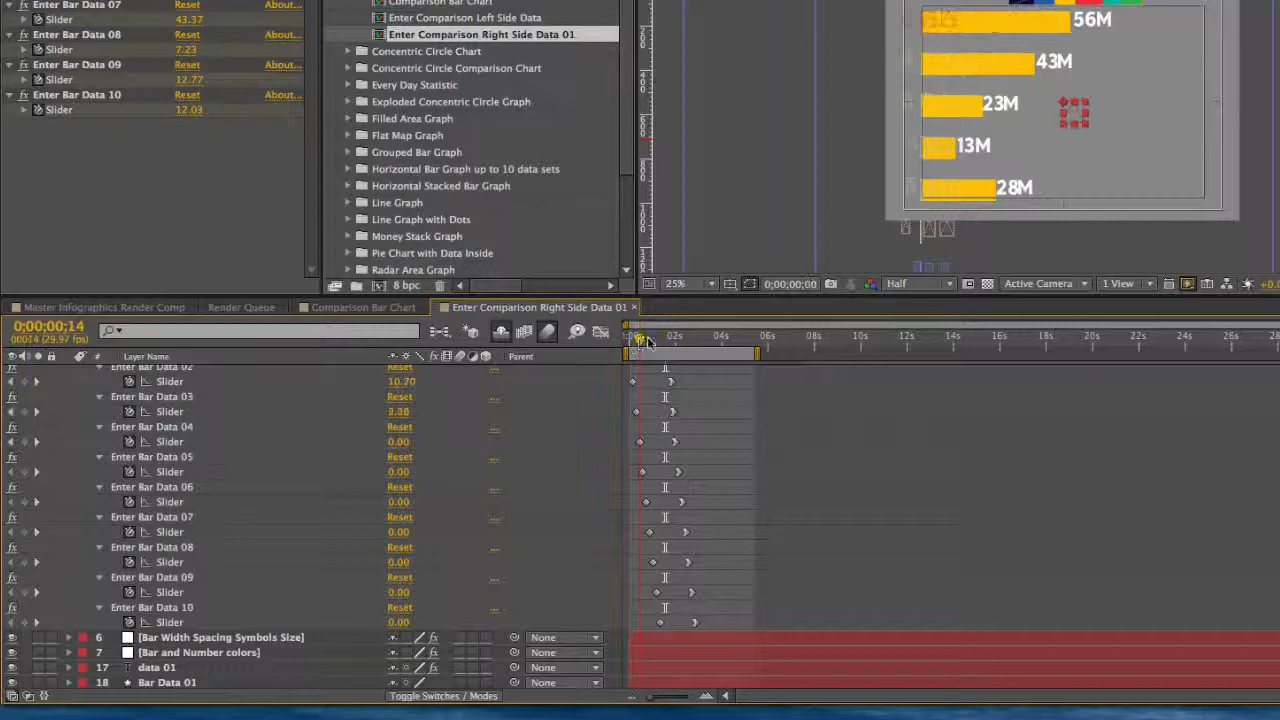 Enter Bar Data 07 Reset About...
Slider 43.37
Enter Bar Data 08 Reset About...
Slider 7.23
Enter Bar Data 09 Reset About...
Slider 12.77
Enter Bar Data 10 Reset About...
Slider 12.03
Comparison Bar Chart
Enter Comparison Left Side Data
Enter Comparison Right Side Data 01
Concentric Circle Chart
Concentric Circle Comparison Chart
Every Day Statistic
Exploded Concentric Circle Graph
Filled Area Graph
Flat Map Graph
Grouped Bar Graph
Horizontal Bar Graph up to 10 data sets
Horizontal Stacked Bar Graph
Line Graph
Line Graph with Dots
Money Stack Graph
Pie Chart with Data Inside
Radar Area Graph
8 bpc
56M
43M
23M
13M
28M
25% 0;00;00;00 Half Active Camera 1 View
Master Infographics Render Comp Render Queue Comparison Bar Chart Enter Comparison Right Side Data 01
0;00;00;14
00014 (29.97 fps)
02s 04s 06s 08s 10s 12s 14s 16s 18s 20s 22s 24s 26s
# Layer Name Parent
Enter Bar Data 02 Reset
Slider 10.70
Enter Bar Data 03 Reset ...
Slider
Enter Bar Data 04 Reset ...
Slider 0.00
Enter Bar Data 05 Reset ...
Slider 0.00
Enter Bar Data 06 Reset ...
Slider 0.00
Enter Bar Data 07 Reset ...
Slider 0.00
Enter Bar Data 08 Reset ...
Slider 0.00
Enter Bar Data 09 Reset ...
Slider 0.00
Enter Bar Data 10 Reset ...
Slider 0.00
6 [Bar Width Spacing Symbols Size] None
7 [Bar and Number colors] None
17 data 01 None
18 Bar Data 01 None
Toggle Switches / Modes